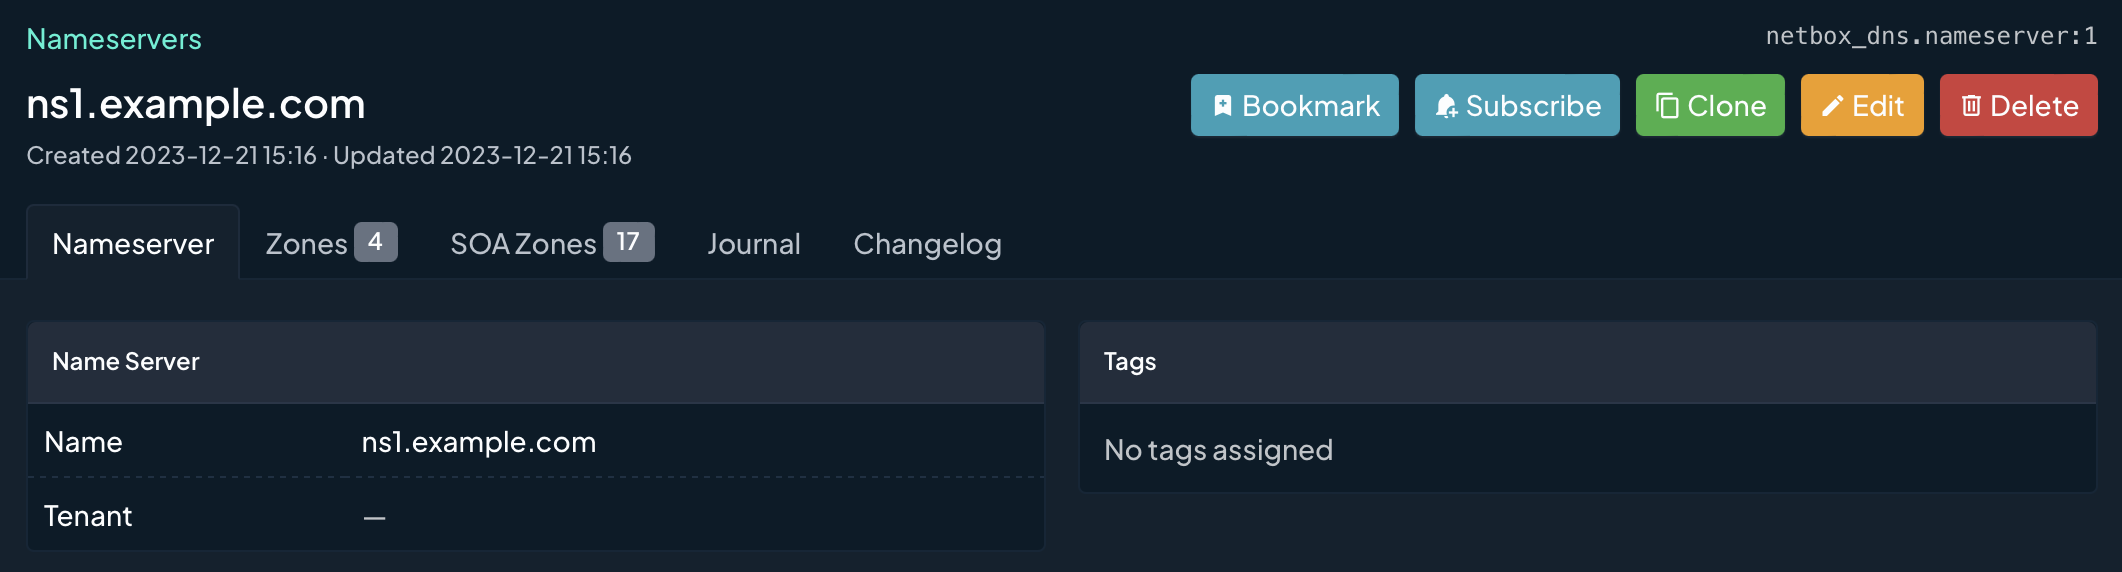 Nameservers
netbox_dns.nameserver:1
ns1.example.com
Bookmark Subscribe Clone Edit Delete
Created 2023-12-21 15:16 · Updated 2023-12-21 15:16
Nameserver Zones 4 SOA Zones 17 Journal Changelog
Name Server
Name ns1.example.com
Tenant —
Tags
No tags assigned